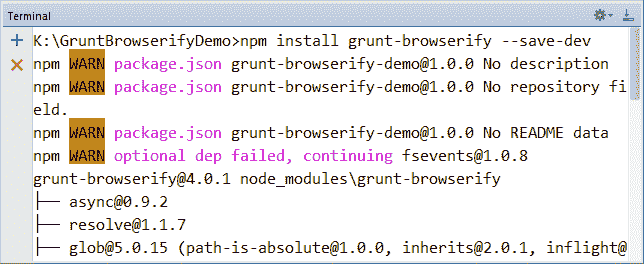 Terminal
K:\GruntBrowserifyDemo>npm install grunt-browserify --save-dev
npm WARN package.json grunt-browserify-demo@1.0.0 No description
npm WARN package.json grunt-browserify-demo@1.0.0 No repository fi
eld.
npm WARN package.json grunt-browserify-demo@1.0.0 No README data
npm WARN optional dep failed, continuing fsevents@1.0.8
grunt-browserify@4.0.1 node_modules\grunt-browserify
├── async@0.9.2
├── resolve@1.1.7
├── glob@5.0.15 (path-is-absolute@1.0.0, inherits@2.0.1, inflight@